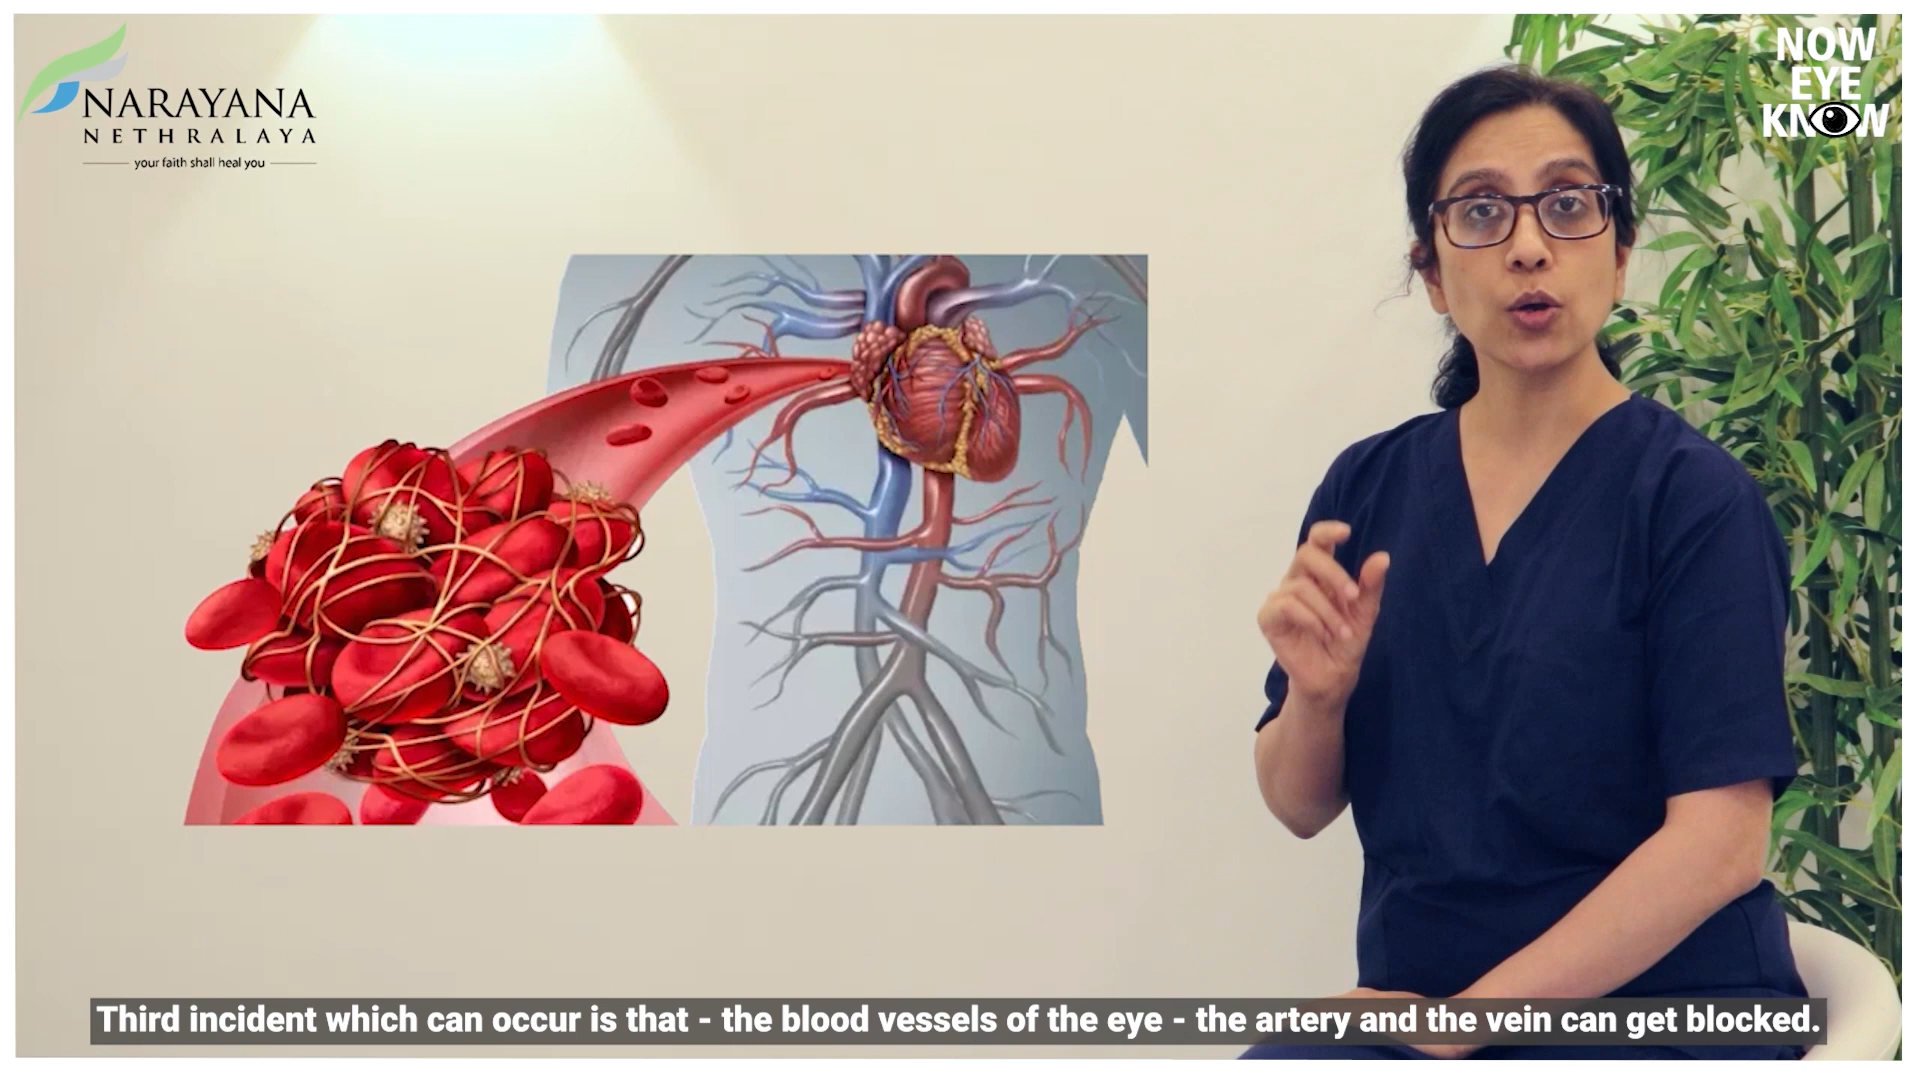 NARAYANA
NETHRALAYA
your faith shall heal you
NOW
EYE
KNOW
Third incident which can occur is that - the blood vessels of the eye - the artery and the vein can get blocked.